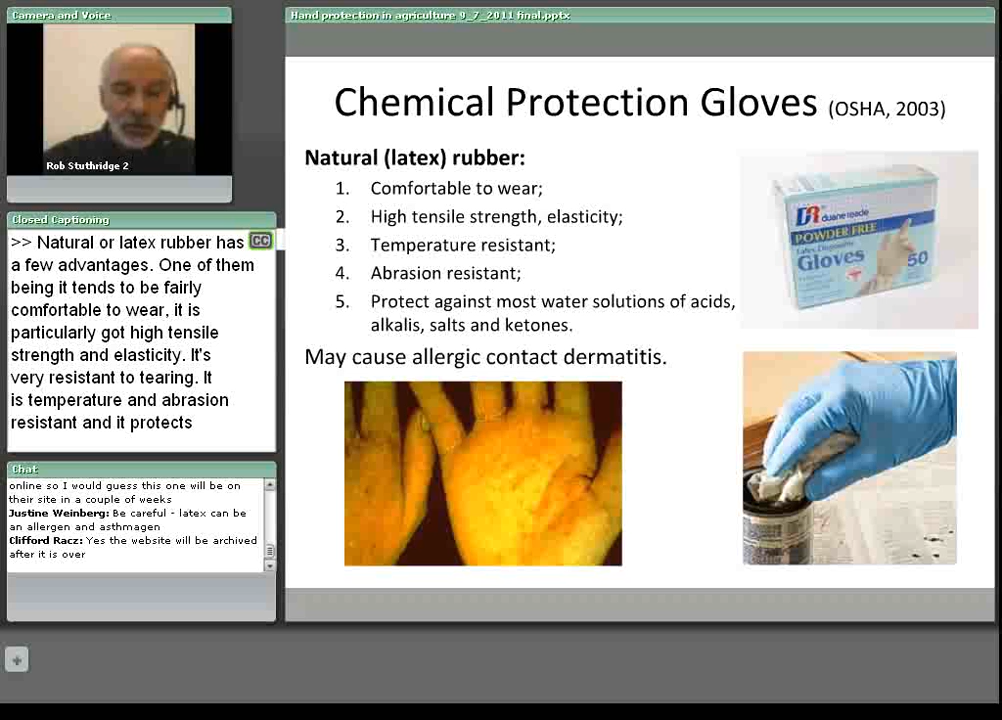 Camera and Voice
Rob Stuthridge 2
Closed Captioning
>> Natural or latex rubber has
CC
a few advantages. One of them
being it tends to be fairly
comfortable to wear, it is
particularly got high tensile
strength and elasticity. It's
very resistant to tearing. It
is temperature and abrasion
resistant and it protects
Chat
online so I would guess this one will be on
their site in a couple of weeks
Justine Weinberg: Be careful - latex can be
an allergen and asthmagen
Clifford Racz: Yes the website will be archived
after it is over
Hand protection in agriculture 9_7_2011 final.pptx
Chemical Protection Gloves (OSHA, 2003)
Natural (latex) rubber:
1. Comfortable to wear;
2. High tensile strength, elasticity;
3. Temperature resistant;
4. Abrasion resistant;
5. Protect against most water solutions of acids,
alkalis, salts and ketones.
May cause allergic contact dermatitis.
DR duane reade
POWDER FREE
Latex Disposable
Gloves
50